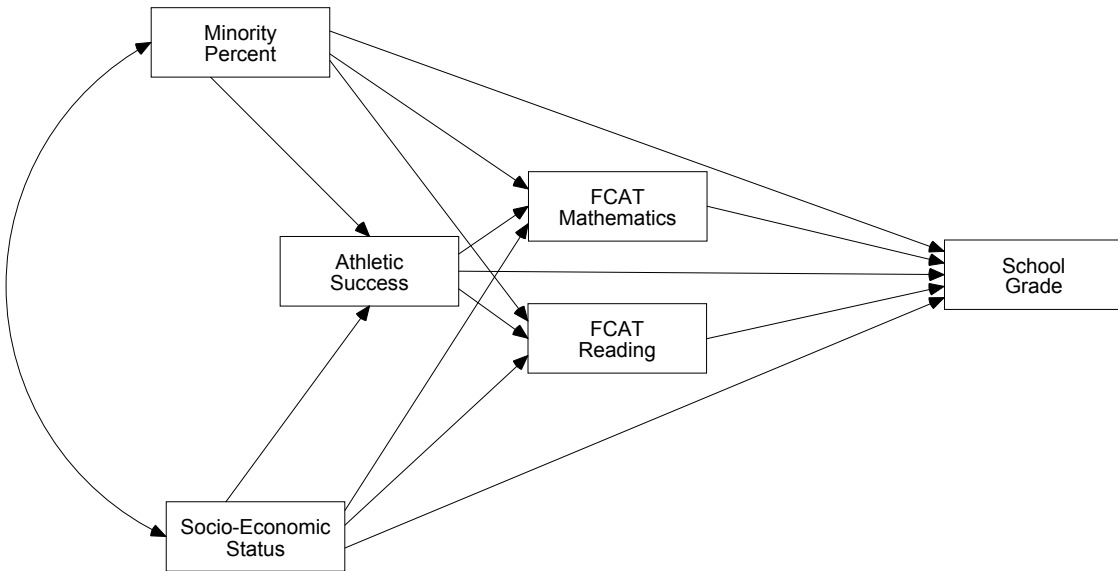 Minority
Percent
FCAT
Mathematics
Athletic
Success
School
Grade
FCAT
Reading
Socio-Economic
Status